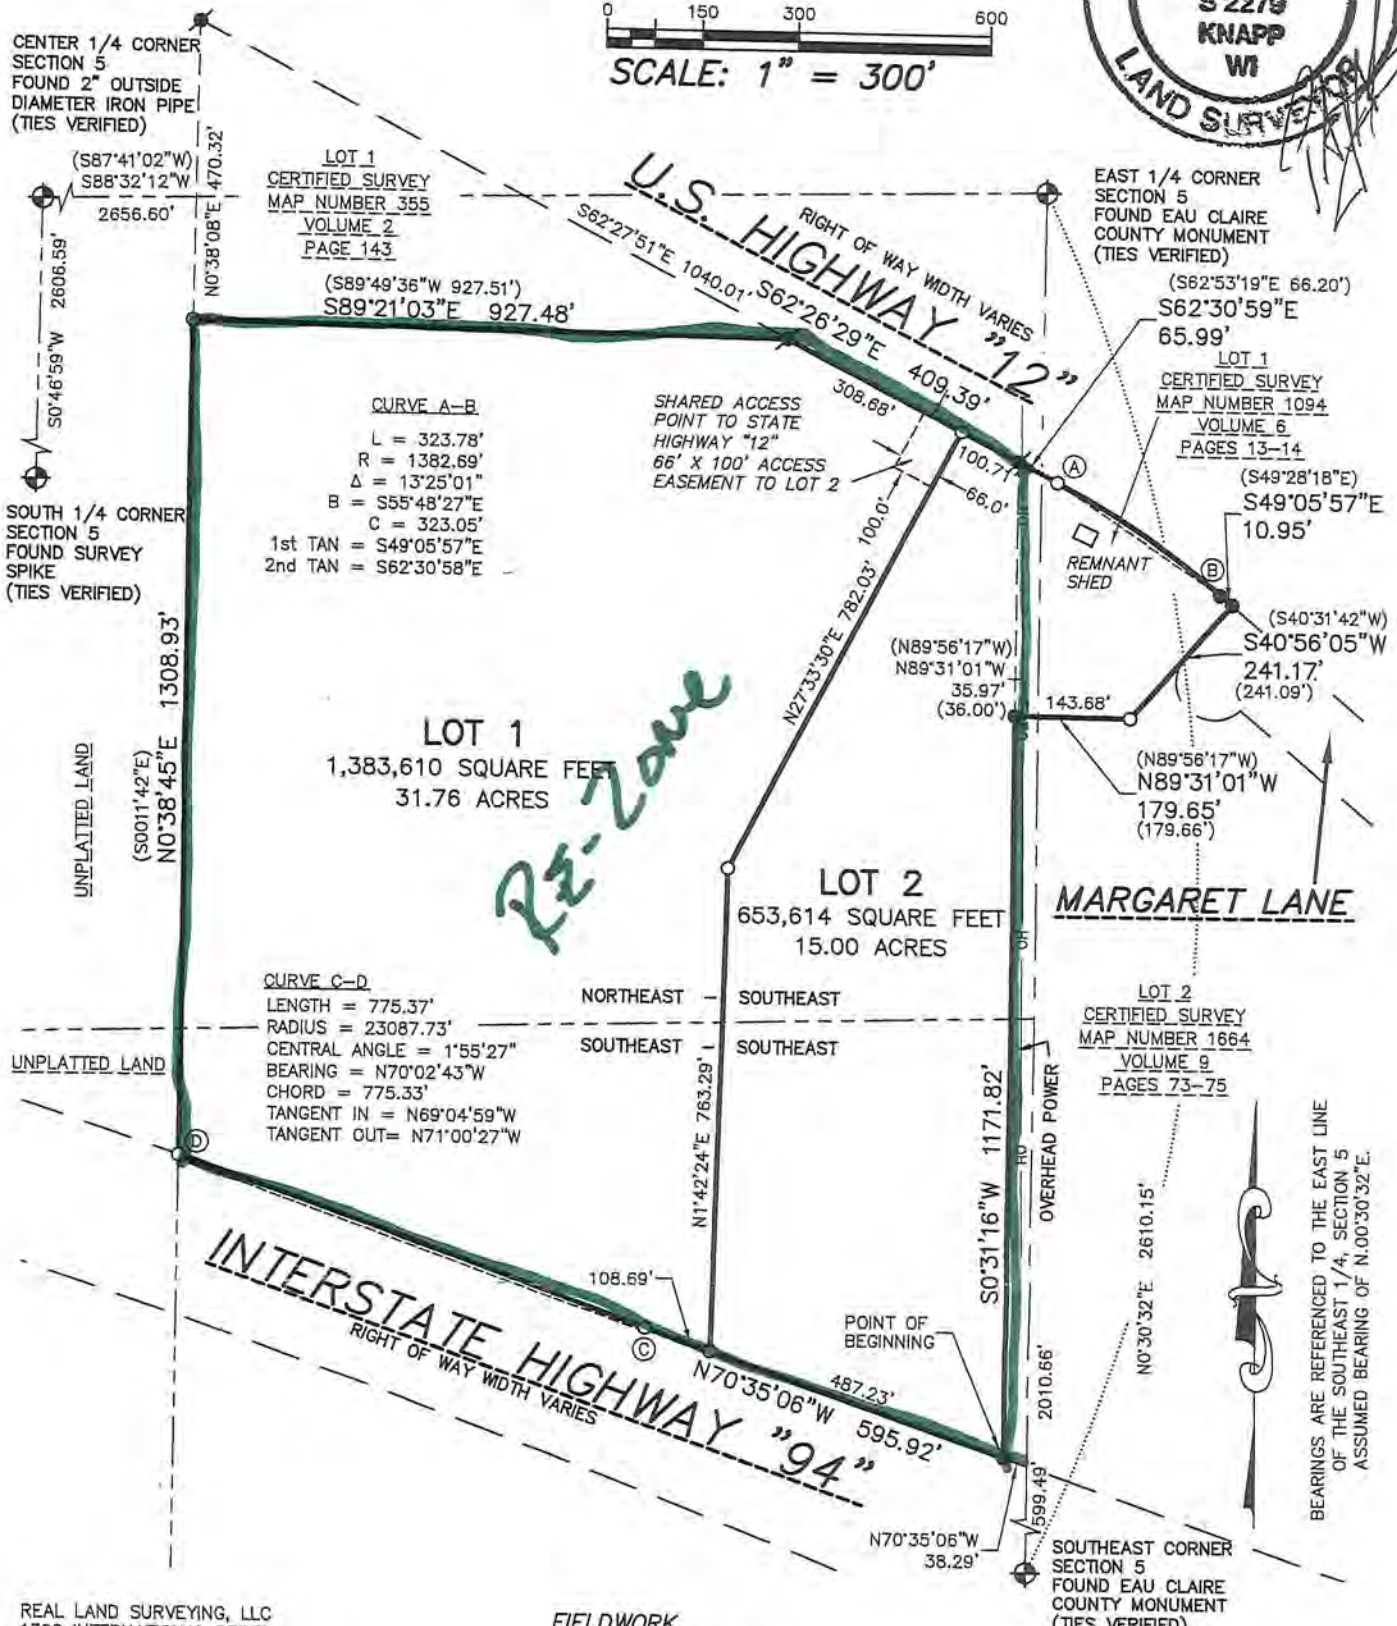 0 150 300 600
SCALE: 1" = 300'
S 2279
KNAPP
WI
LAND SURVEYOR
CENTER 1/4 CORNER
SECTION 5
FOUND 2" OUTSIDE
DIAMETER IRON PIPE
(TIES VERIFIED)
(S87°41'02"W)
S88°32'12"W
2656.60'
N0°38'08"E 470.32'
S0°46'59"W 2606.59'
LOT 1
CERTIFIED SURVEY
MAP NUMBER 355
VOLUME 2
PAGE 143
(S89°49'36"W 927.51')
S89°21'03"E 927.48'
S62°27'51"E 1040.01'
U.S. HIGHWAY "12"
RIGHT OF WAY WIDTH VARIES
S62°26'29"E 409.39'
308.68'
100.71'
66.0'
100.0'
EAST 1/4 CORNER
SECTION 5
FOUND EAU CLAIRE
COUNTY MONUMENT
(TIES VERIFIED)
(S62°53'19"E 66.20')
S62°30'59"E
65.99'
LOT 1
CERTIFIED SURVEY
MAP NUMBER 1094
VOLUME 6
PAGES 13-14
(S49°28'18"E)
S49°05'57"E
10.95'
A
B
REMNANT
SHED
CURVE A-B
L = 323.78'
R = 1382.69'
Δ = 13°25'01"
B = S55°48'27"E
C = 323.05'
1st TAN = S49°05'57"E
2nd TAN = S62°30'58"E
SHARED ACCESS
POINT TO STATE
HIGHWAY "12"
66' X 100' ACCESS
EASEMENT TO LOT 2
SOUTH 1/4 CORNER
SECTION 5
FOUND SURVEY
SPIKE
(TIES VERIFIED)
(S40°31'42"W)
S40°56'05"W
241.17'
(241.09')
(N89°56'17"W)
N89°31'01"W
35.97'
(36.00')
143.68'
(N89°56'17"W)
N89°31'01"W
179.65'
(179.66')
N27°33'30"E 782.03'
UNPLATTED LAND
(S0011'42"E)
N0°38'45"E 1308.93'
LOT 1
1,383,610 SQUARE FEET
31.76 ACRES
RE-Zone
LOT 2
653,614 SQUARE FEET
15.00 ACRES
MARGARET LANE
CURVE C-D
LENGTH = 775.37'
RADIUS = 23087.73'
CENTRAL ANGLE = 1°55'27"
BEARING = N70°02'43"W
CHORD = 775.33'
TANGENT IN = N69°04'59"W
TANGENT OUT= N71°00'27"W
NORTHEAST - SOUTHEAST
SOUTHEAST - SOUTHEAST
UNPLATTED LAND
LOT 2
CERTIFIED SURVEY
MAP NUMBER 1664
VOLUME 9
PAGES 73-75
OH
OH
OVERHEAD POWER
S0°31'16"W 1171.82'
N1°42'24"E 763.29'
D
C
108.69'
INTERSTATE HIGHWAY "94"
RIGHT OF WAY WIDTH VARIES
POINT OF
BEGINNING
N70°35'06"W 595.92'
487.23'
2010.66'
599.49
N0°30'32"E 2610.15'
N70°35'06"W
38.29'
BEARINGS ARE REFERENCED TO THE EAST LINE
OF THE SOUTHEAST 1/4, SECTION 5
ASSUMED BEARING OF N.00°30'32"E.
SOUTHEAST CORNER
SECTION 5
FOUND EAU CLAIRE
COUNTY MONUMENT
(TIES VERIFIED)
REAL LAND SURVEYING, LLC
FIELDWORK